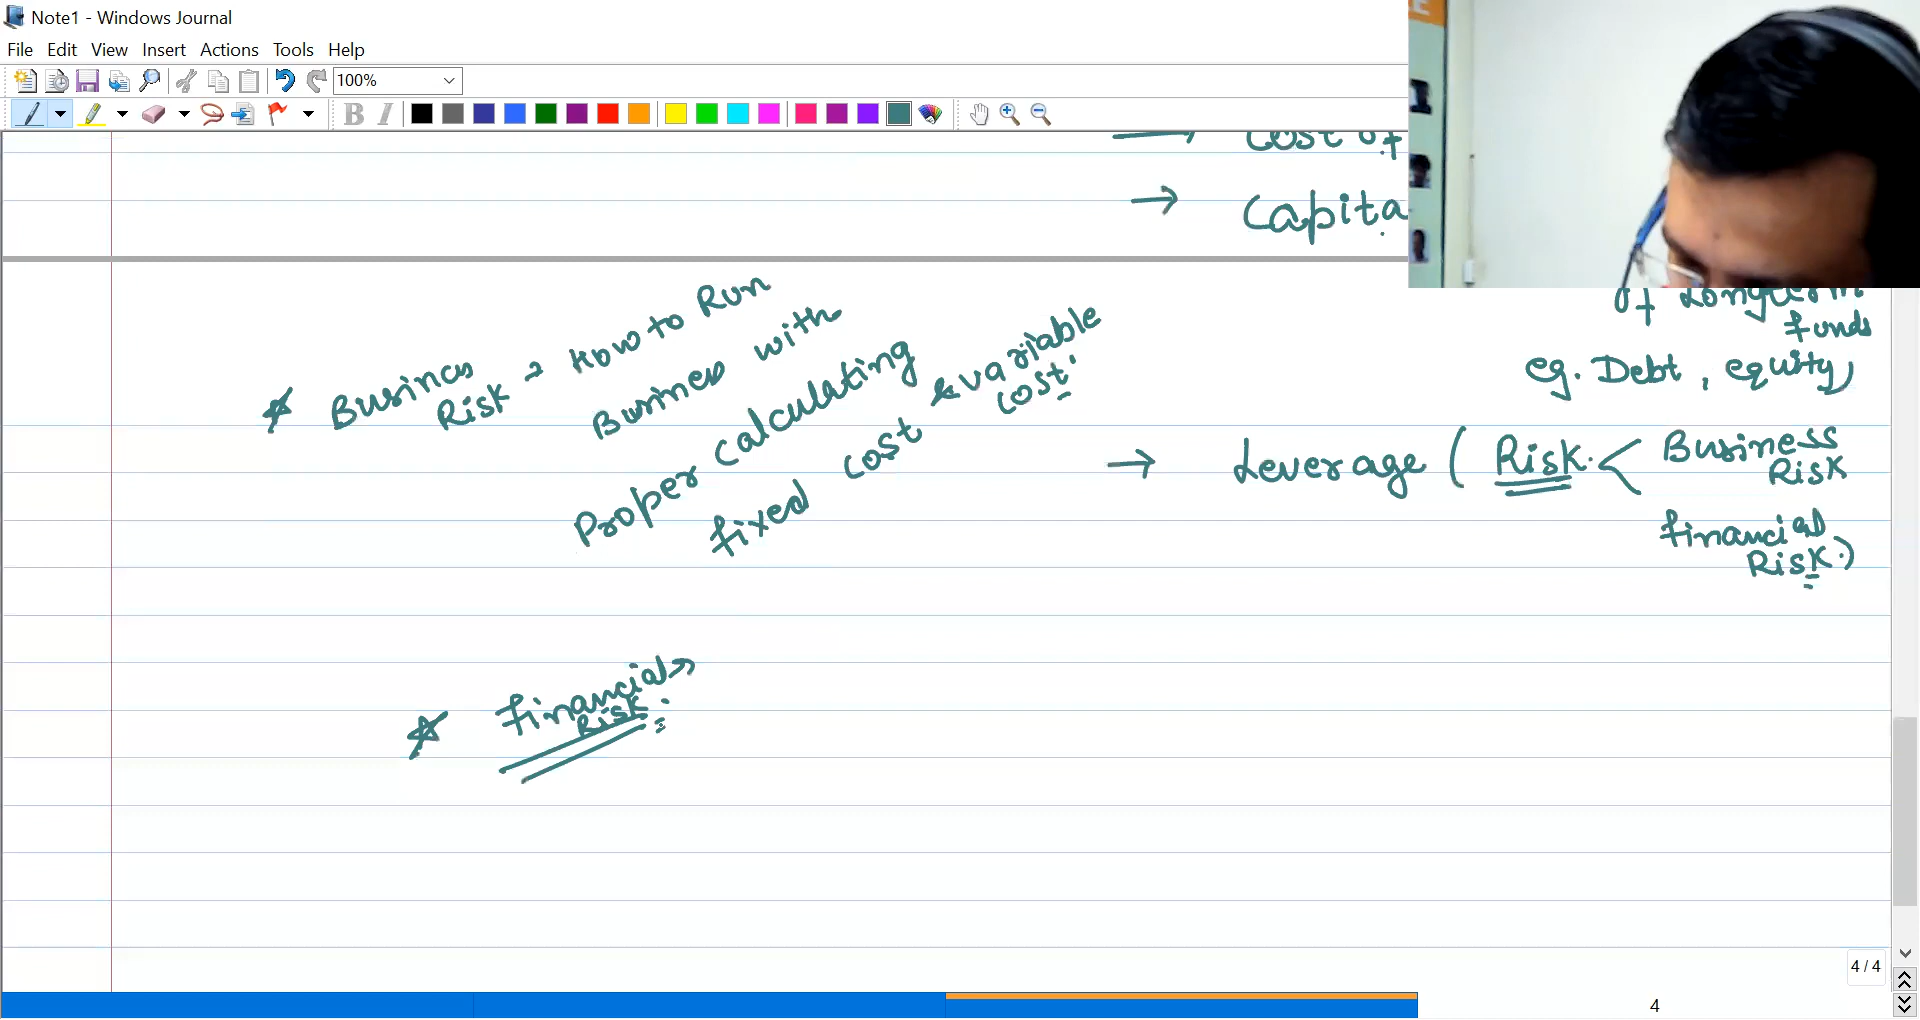 Note1 - Windows Journal
File Edit View Insert Actions Tools Help
100%
B I
→ Cost of
→ Capita
of Longterm
funds
eg. Debt, equity
☆ Business Risk → How to Run
Business with
Proper calculating
fixed cost & variable
cost.
→ Leverage ( Risk. < Business
Risk
financial
Risk.)
☆ financial →
Risk.
4 / 4
4